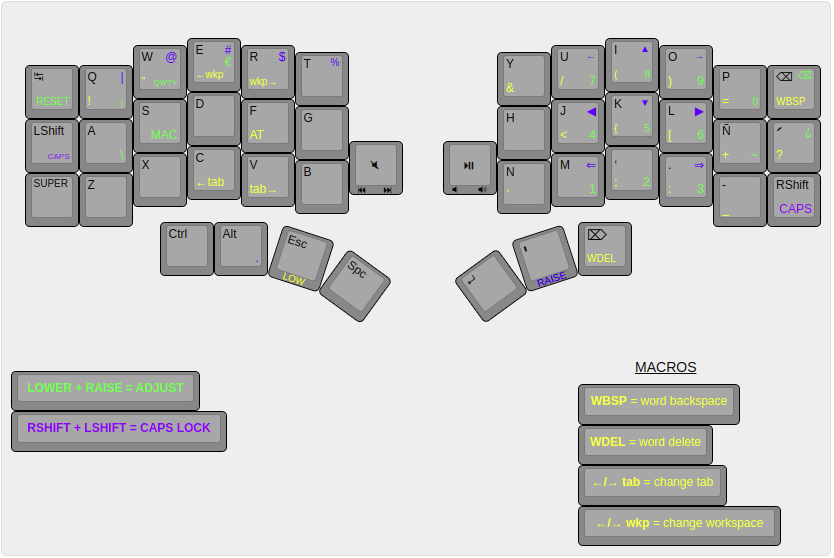 ↹
RESET
Q |
! ¡
W @
" QWTY
E #
€
←wkp
R $
wkp→
T %
LShift
CAPS
A
\
S
MAC
D
F
AT
G
SUPER
Z
X
C
←tab
V
tab→
B
⏮ ⏭
Ctrl
Alt
.
Esc
LOW
Spc
Y
&
U ←
/ 7
I ▲
( 8
O →
) 9
P
= 0
⌫ ⌫
WBSP
H
J ◀
< 4
K ▼
{ 5
L ▶
[ 6
Ñ
+ ~
´ ¿
?
⏯
N
M ⇐
1
,
; 2
. ⇒
: 3
-
_
RShift
CAPS
⏎
'
RAISE
⌦
WDEL
LOWER + RAISE = ADJUST
RSHIFT + LSHIFT = CAPS LOCK
MACROS
WBSP = word backspace
WDEL = word delete
←/→ tab = change tab
←/→ wkp = change workspace